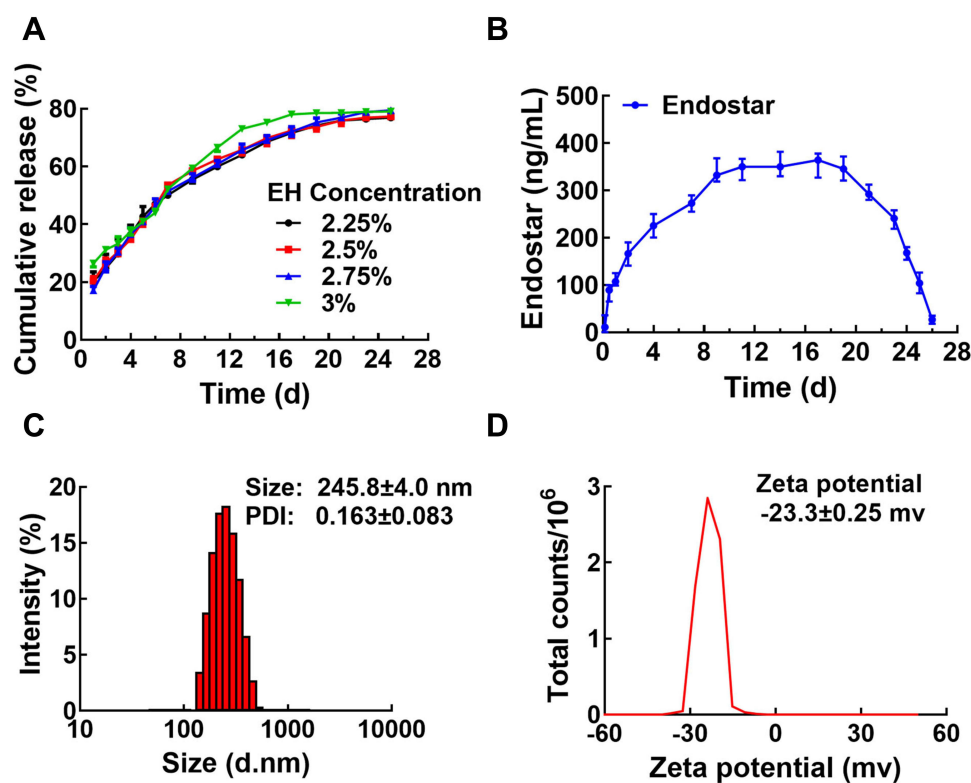 A
Cumulative release (%)
80
60
40
20
0
0 4 8 12 16 20 24 28
Time (d)
EH Concentration
2.25%
2.5%
2.75%
3%
B
Endostar (ng/mL)
500
400
300
200
100
0
0 4 8 12 16 20 24 28
Time (d)
Endostar
C
Intensity (%)
20
15
10
5
0
10 100 1000 10000
Size (d.nm)
Size: 245.8±4.0 nm
PDI: 0.163±0.083
D
Total counts/10⁶
3
2
1
0
-60 -30 0 30 60
Zeta potential (mv)
Zeta potential
-23.3±0.25 mv